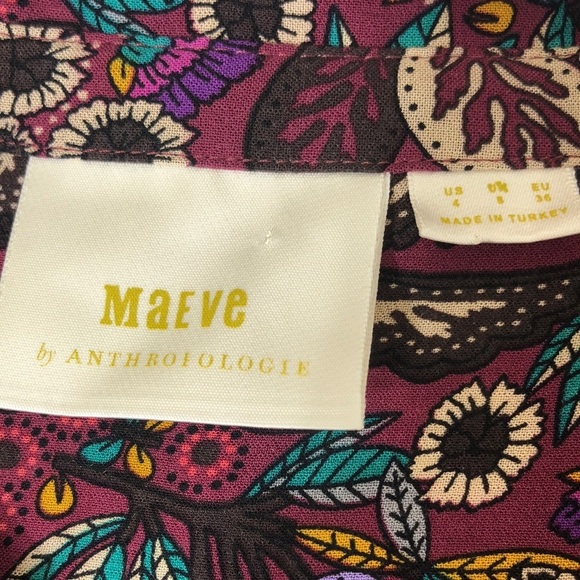 MaEVe
by ANTHROPOLOGIE
US UK EU
4 8 36
MADE IN TURKEY